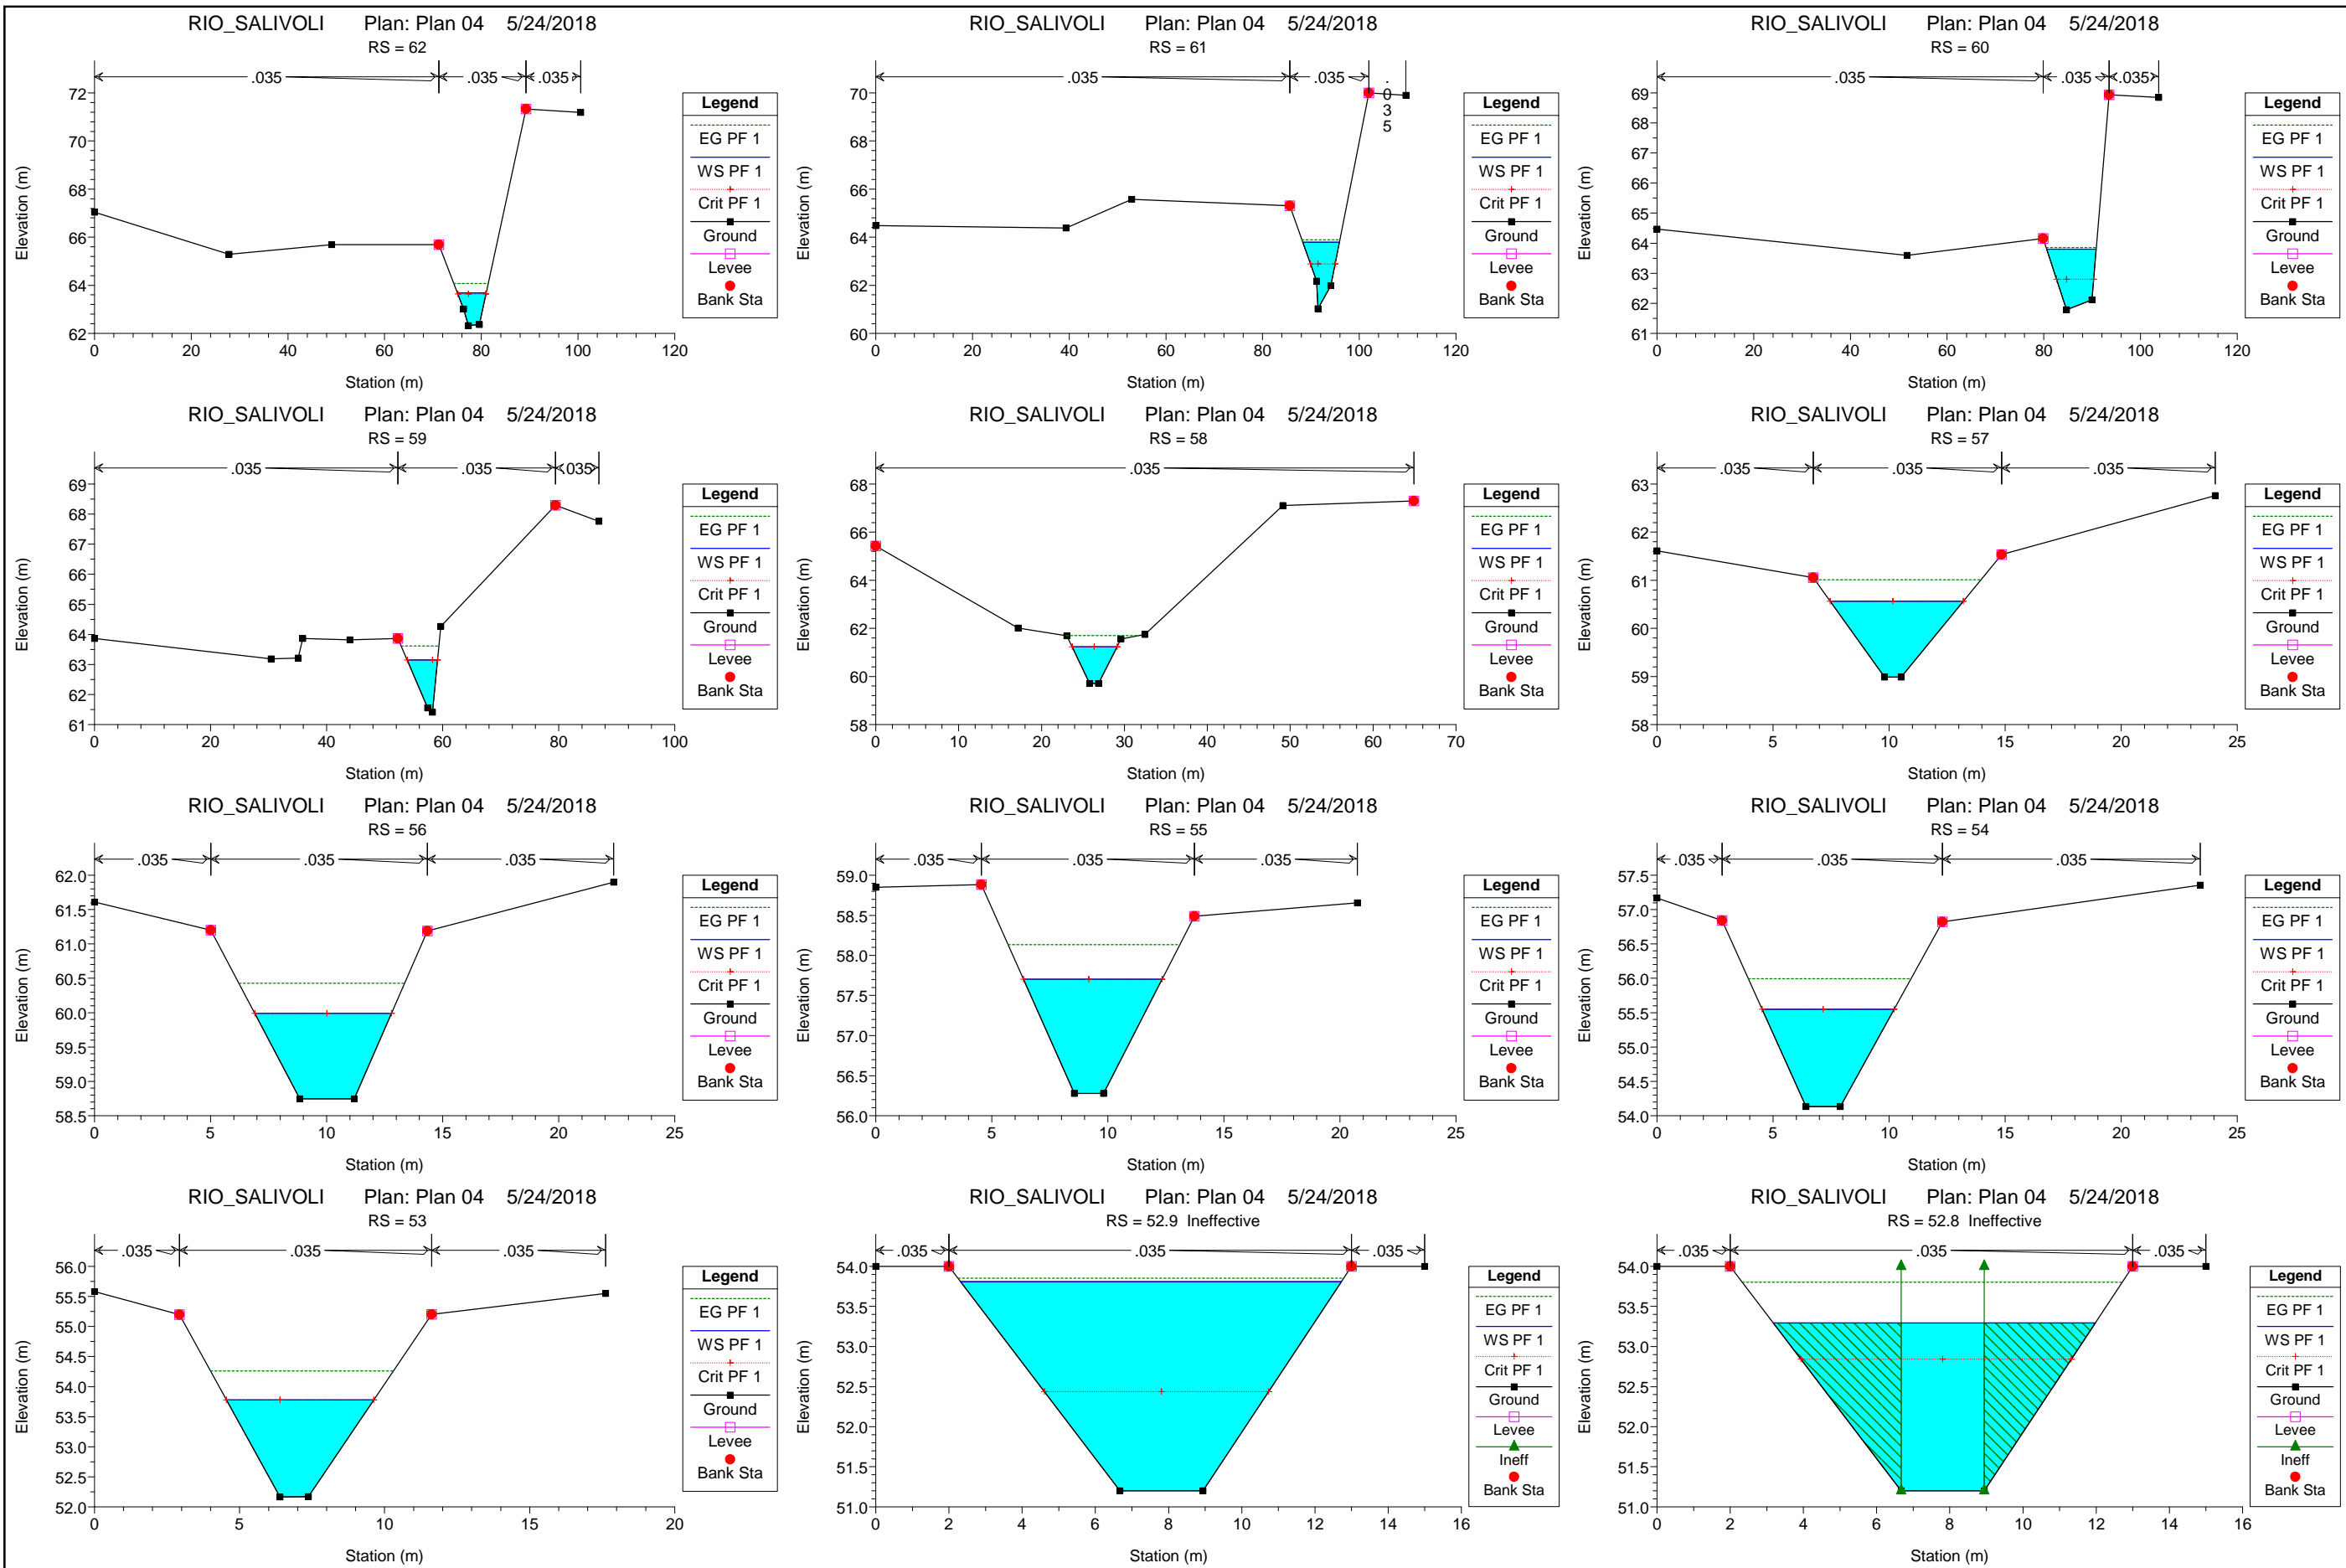 RIO_SALIVOLI Plan: Plan 04 5/24/2018
RS = 62
.035 .035 .035
72
70
68
66
64
62
Elevation (m)
0 20 40 60 80 100 120
Station (m)
Legend
EG PF 1
WS PF 1
Crit PF 1
Ground
Levee
Bank Sta
RIO_SALIVOLI Plan: Plan 04 5/24/2018
RS = 61
.035 .035 .035
70
68
66
64
62
60
Elevation (m)
0 20 40 60 80 100 120
Station (m)
Legend
EG PF 1
WS PF 1
Crit PF 1
Ground
Levee
Bank Sta
RIO_SALIVOLI Plan: Plan 04 5/24/2018
RS = 60
.035 .035 .035
69
68
67
66
65
64
63
62
61
Elevation (m)
0 20 40 60 80 100 120
Station (m)
Legend
EG PF 1
WS PF 1
Crit PF 1
Ground
Levee
Bank Sta
RIO_SALIVOLI Plan: Plan 04 5/24/2018
RS = 59
.035 .035 .035
69
68
67
66
65
64
63
62
61
Elevation (m)
0 20 40 60 80 100
Station (m)
Legend
EG PF 1
WS PF 1
Crit PF 1
Ground
Levee
Bank Sta
RIO_SALIVOLI Plan: Plan 04 5/24/2018
RS = 58
.035
68
66
64
62
60
58
Elevation (m)
0 10 20 30 40 50 60 70
Station (m)
Legend
EG PF 1
WS PF 1
Crit PF 1
Ground
Levee
Bank Sta
RIO_SALIVOLI Plan: Plan 04 5/24/2018
RS = 57
.035 .035 .035
63
62
61
60
59
58
Elevation (m)
0 5 10 15 20 25
Station (m)
Legend
EG PF 1
WS PF 1
Crit PF 1
Ground
Levee
Bank Sta
RIO_SALIVOLI Plan: Plan 04 5/24/2018
RS = 56
.035 .035 .035
62.0
61.5
61.0
60.5
60.0
59.5
59.0
58.5
Elevation (m)
0 5 10 15 20 25
Station (m)
Legend
EG PF 1
WS PF 1
Crit PF 1
Ground
Levee
Bank Sta
RIO_SALIVOLI Plan: Plan 04 5/24/2018
RS = 55
.035 .035 .035
59.0
58.5
58.0
57.5
57.0
56.5
56.0
Elevation (m)
0 5 10 15 20 25
Station (m)
Legend
EG PF 1
WS PF 1
Crit PF 1
Ground
Levee
Bank Sta
RIO_SALIVOLI Plan: Plan 04 5/24/2018
RS = 54
.035 .035 .035
57.5
57.0
56.5
56.0
55.5
55.0
54.5
54.0
Elevation (m)
0 5 10 15 20 25
Station (m)
Legend
EG PF 1
WS PF 1
Crit PF 1
Ground
Levee
Bank Sta
RIO_SALIVOLI Plan: Plan 04 5/24/2018
RS = 53
.035 .035 .035
56.0
55.5
55.0
54.5
54.0
53.5
53.0
52.5
52.0
Elevation (m)
0 5 10 15 20
Station (m)
Legend
EG PF 1
WS PF 1
Crit PF 1
Ground
Levee
Bank Sta
RIO_SALIVOLI Plan: Plan 04 5/24/2018
RS = 52.9 Ineffective
.035 .035 .035
54.0
53.5
53.0
52.5
52.0
51.5
51.0
Elevation (m)
0 2 4 6 8 10 12 14 16
Station (m)
Legend
EG PF 1
WS PF 1
Crit PF 1
Ground
Levee
Ineff
Bank Sta
RIO_SALIVOLI Plan: Plan 04 5/24/2018
RS = 52.8 Ineffective
.035 .035 .035
54.0
53.5
53.0
52.5
52.0
51.5
51.0
Elevation (m)
0 2 4 6 8 10 12 14 16
Station (m)
Legend
EG PF 1
WS PF 1
Crit PF 1
Ground
Levee
Ineff
Bank Sta